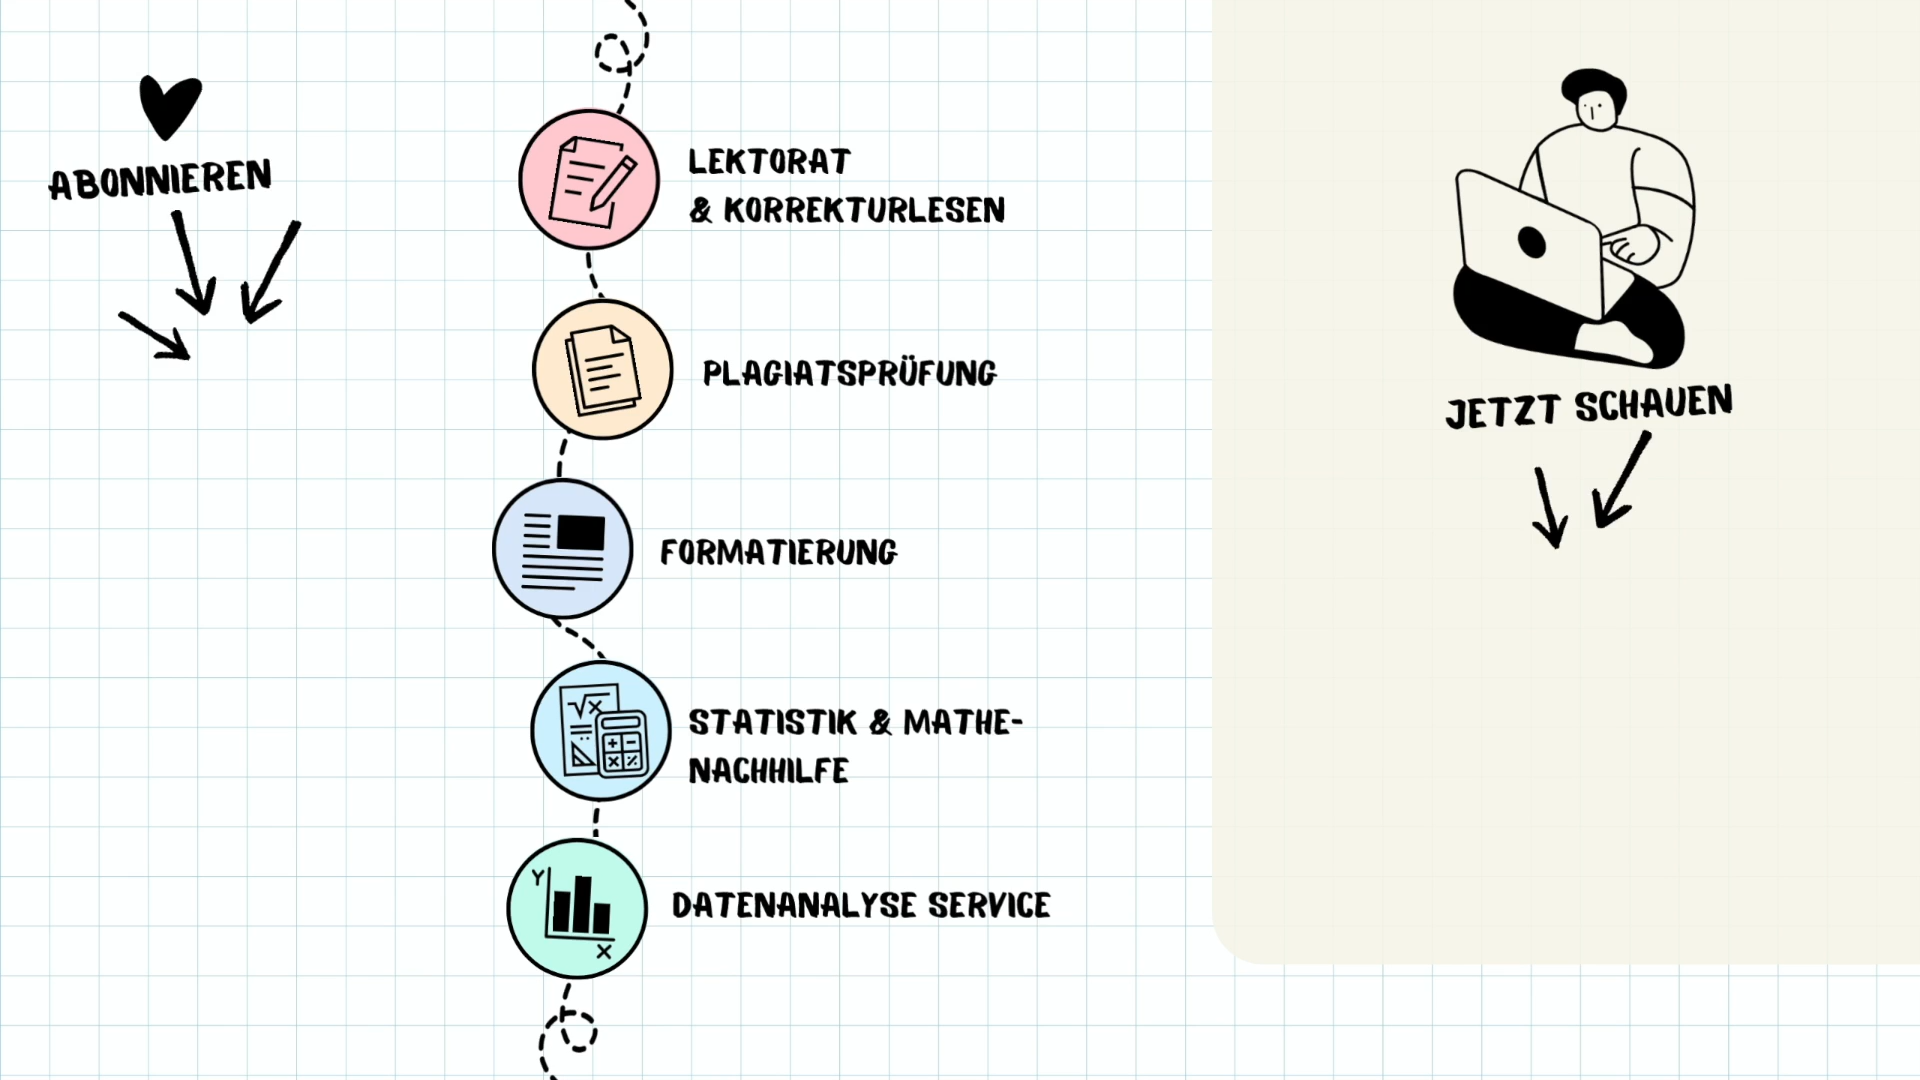 ABONNIEREN
LEKTORAT
& KORREKTURLESEN
PLAGIATSPRÜFUNG
FORMATIERUNG
√X
+ -
× ٪
STATISTIK & MATHE-
NACHHILFE
Y
X
DATENANALYSE SERVICE
JETZT SCHAUEN